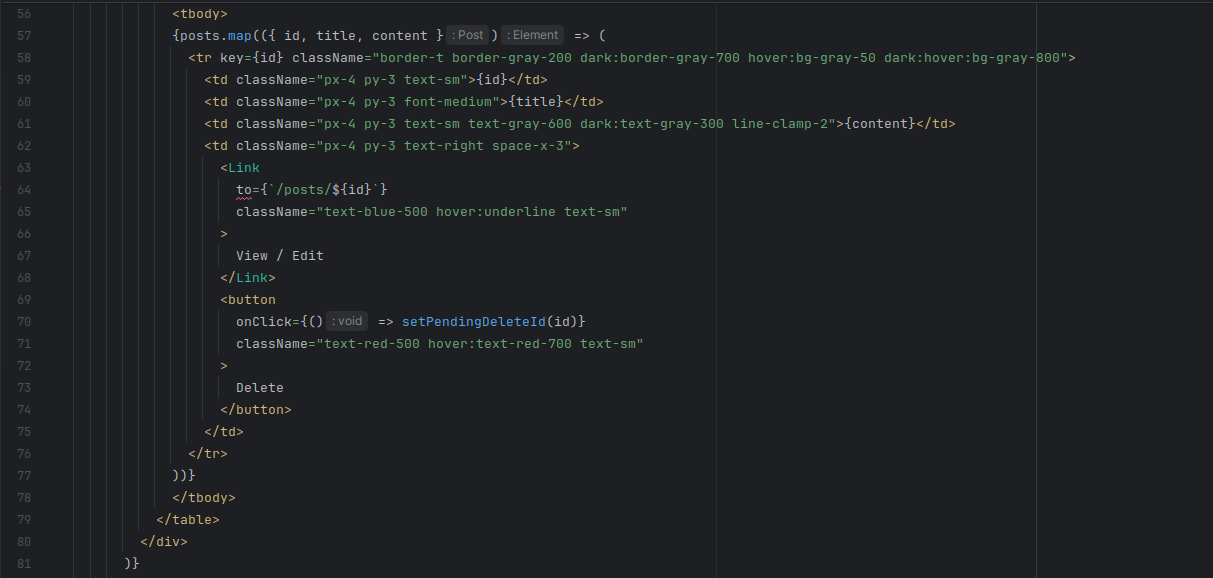 56 <tbody>
57 {posts.map(({ id, title, content } : Post ) : Element => (
58 <tr key={id} className="border-t border-gray-200 dark:border-gray-700 hover:bg-gray-50 dark:hover:bg-gray-800">
59 <td className="px-4 py-3 text-sm">{id}</td>
60 <td className="px-4 py-3 font-medium">{title}</td>
61 <td className="px-4 py-3 text-sm text-gray-600 dark:text-gray-300 line-clamp-2">{content}</td>
62 <td className="px-4 py-3 text-right space-x-3">
63 <Link
64 to={`/posts/${id}`}
65 className="text-blue-500 hover:underline text-sm"
66 >
67 View / Edit
68 </Link>
69 <button
70 onClick={() : void => setPendingDeleteId(id)}
71 className="text-red-500 hover:text-red-700 text-sm"
72 >
73 Delete
74 </button>
75 </td>
76 </tr>
77 ))}
78 </tbody>
79 </table>
80 </div>
81 )}